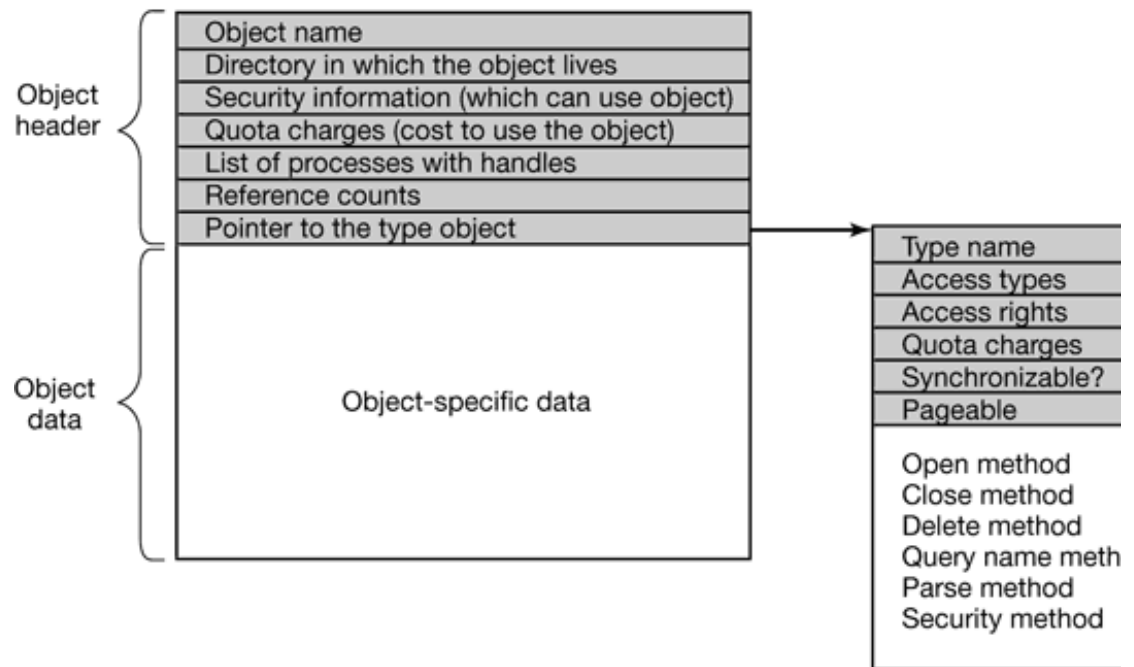 Object name
Directory in which the object lives
Security information (which can use object)
Quota charges (cost to use the object)
List of processes with handles
Reference counts
Pointer to the type object
Object
header
Object
data
Object-specific data
Type name
Access types
Access rights
Quota charges
Synchronizable?
Pageable
Open method
Close method
Delete method
Query name meth
Parse method
Security method